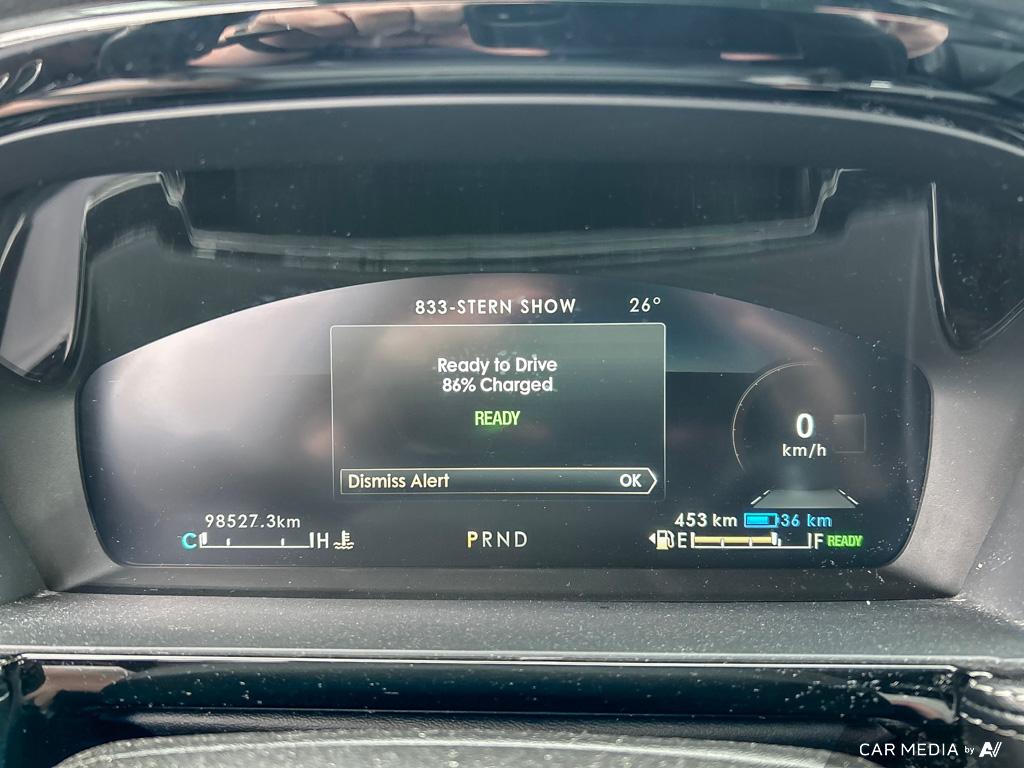 833-STERN SHOW 26°
Ready to Drive
86% Charged
READY
0
km/h
Dismiss Alert OK
98527.3km
453 km 36 km
C H
PRND
E F READY
CAR MEDIA by AV